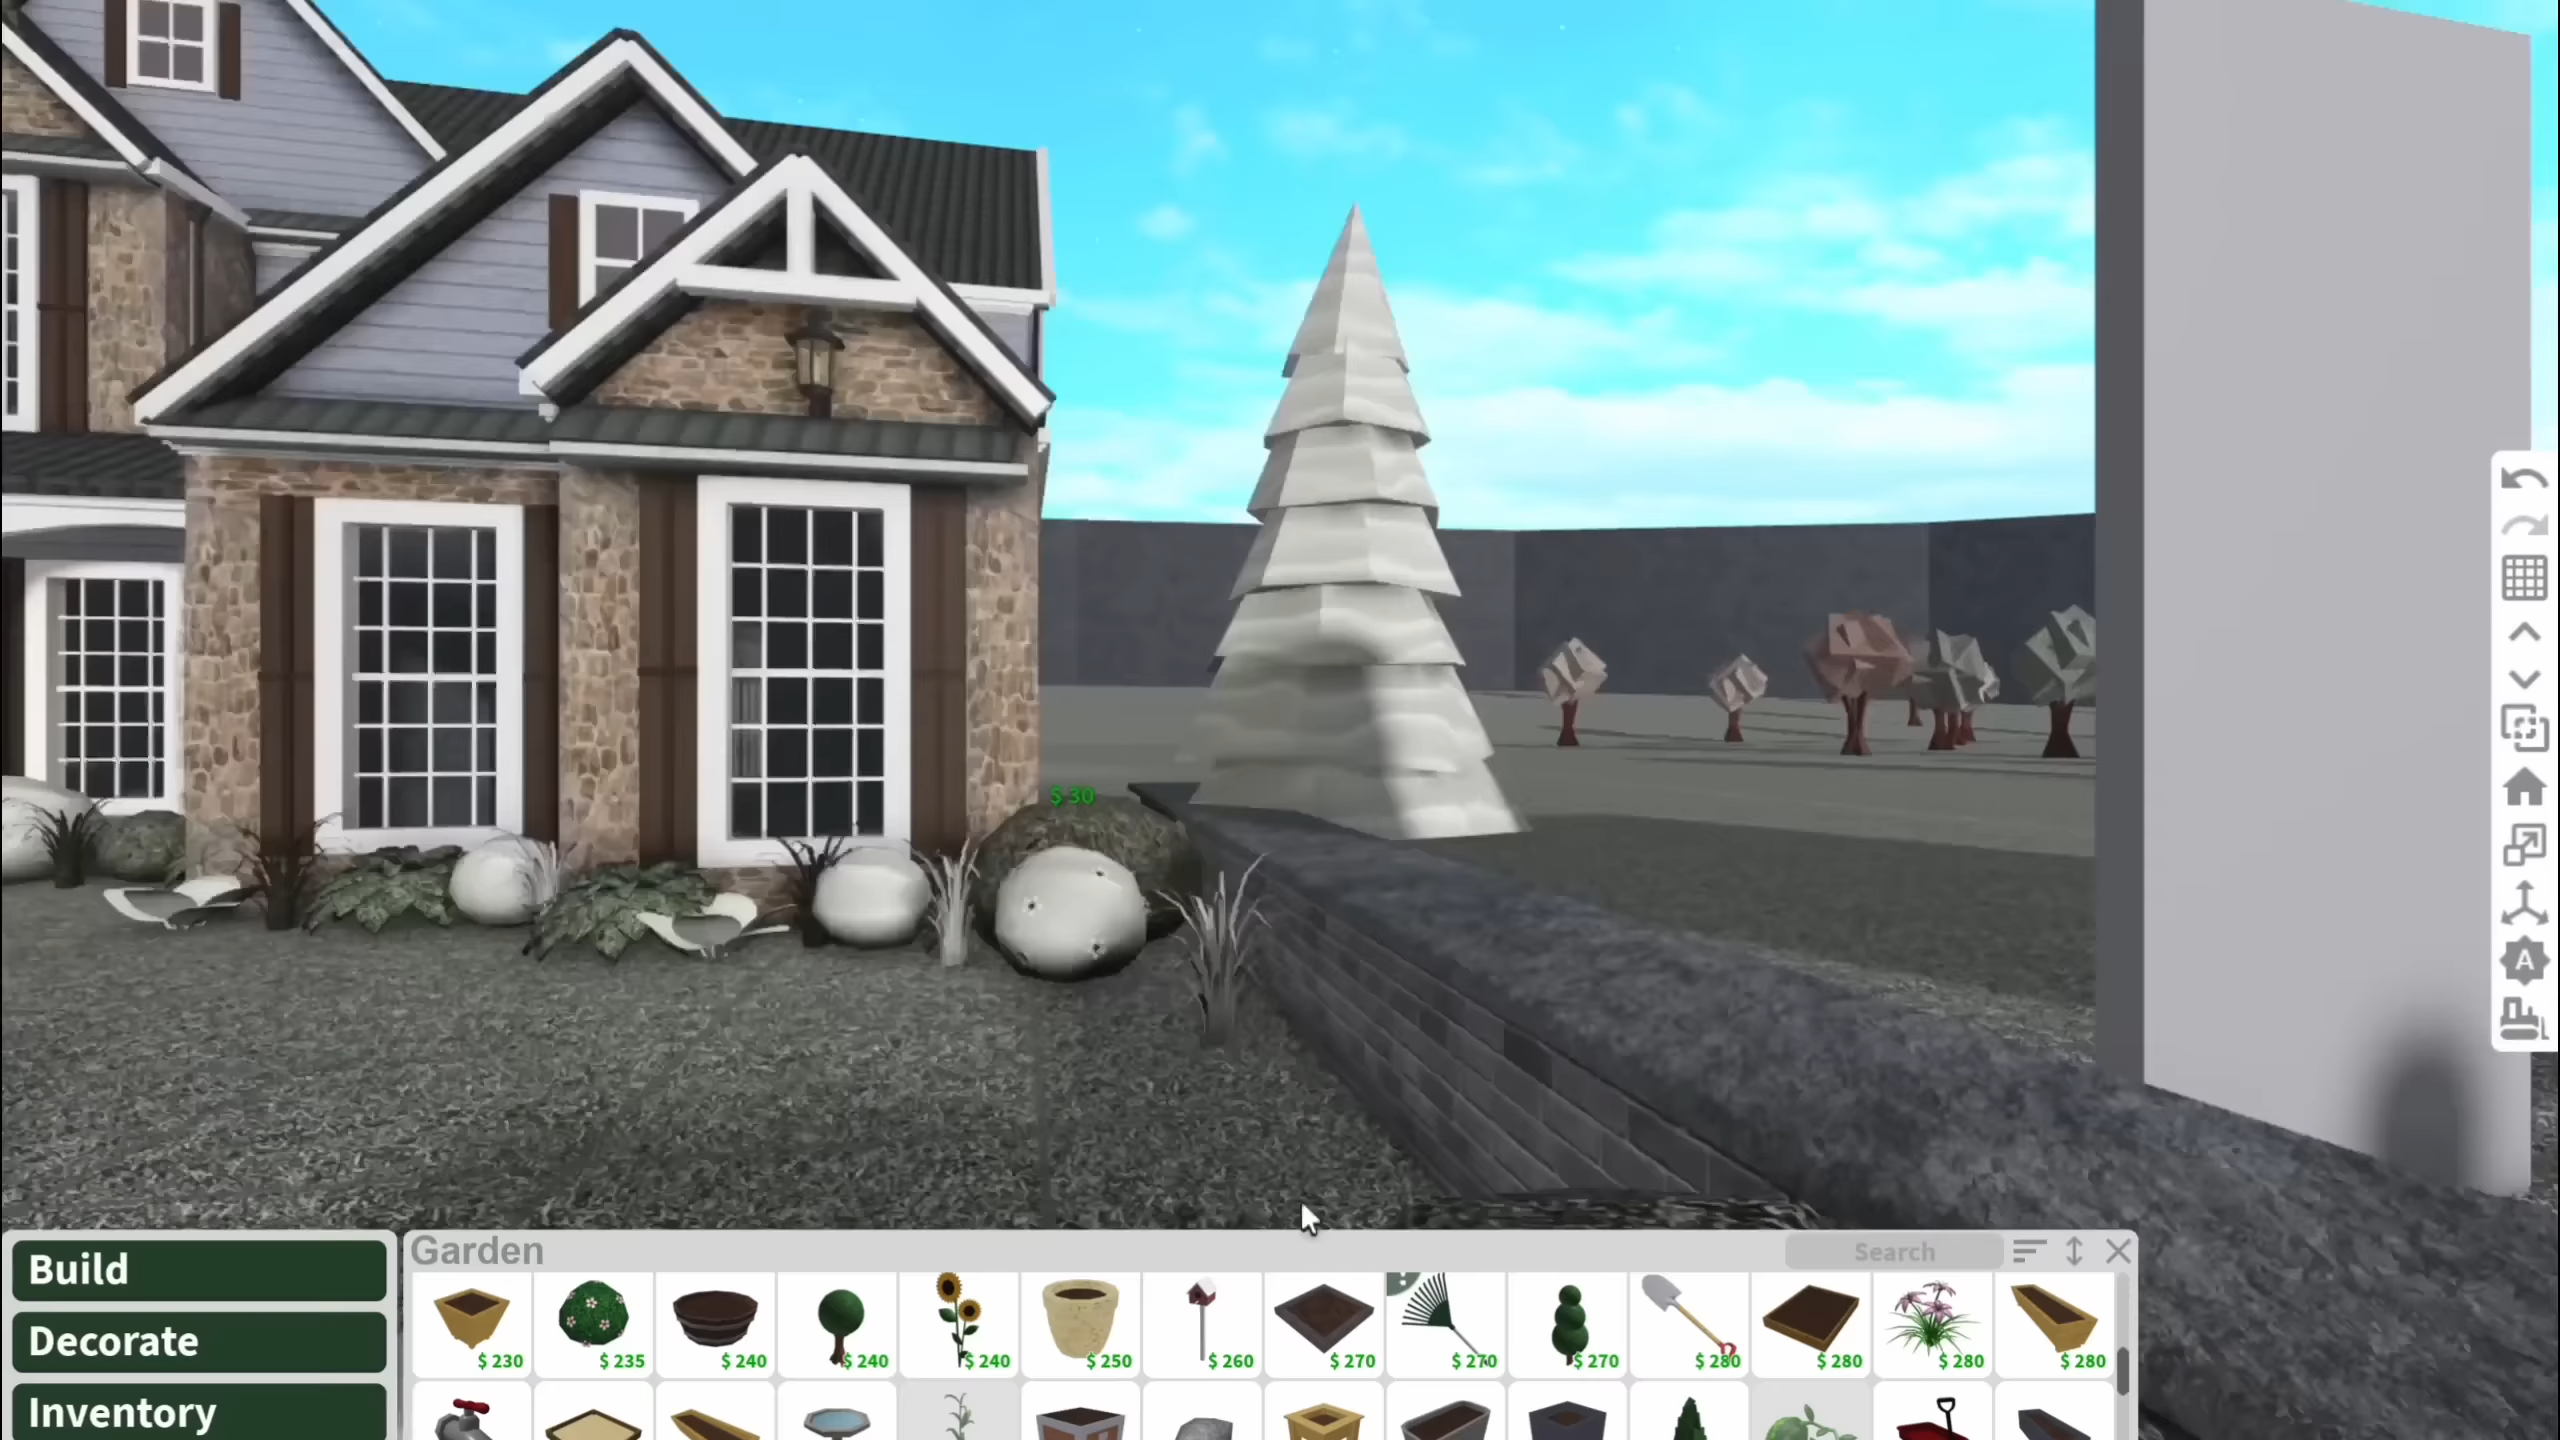 $ 30
Build
Decorate
Inventory
Garden
Search
$ 230
$ 235
$ 240
$ 240
$ 240
$ 250
$ 260
$ 270
$ 270
$ 270
$ 280
$ 280
$ 280
$ 280
A